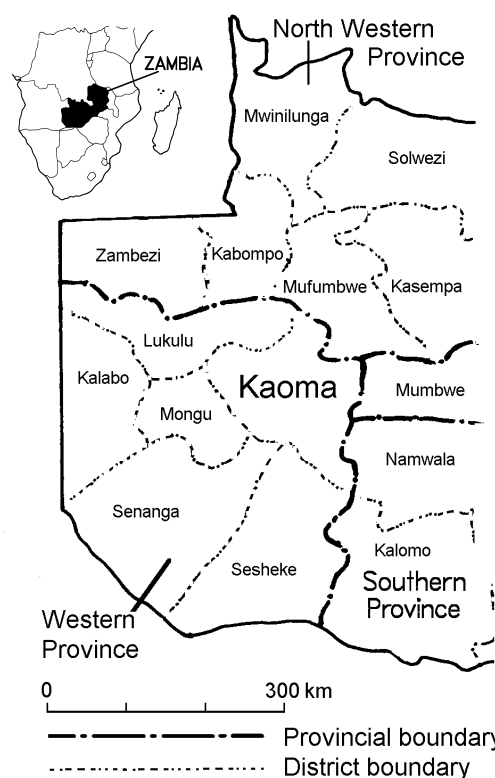 North Western
Province
ZAMBIA
Mwinilunga
Solwezi
Zambezi
Kabompo
Mufumbwe
Kasempa
Lukulu
Kalabo
Kaoma
Mumbwe
Mongu
Namwala
Senanga
Kalomo
Sesheke
Southern
Province
Western
Province
0
300 km
Provincial boundary
District boundary